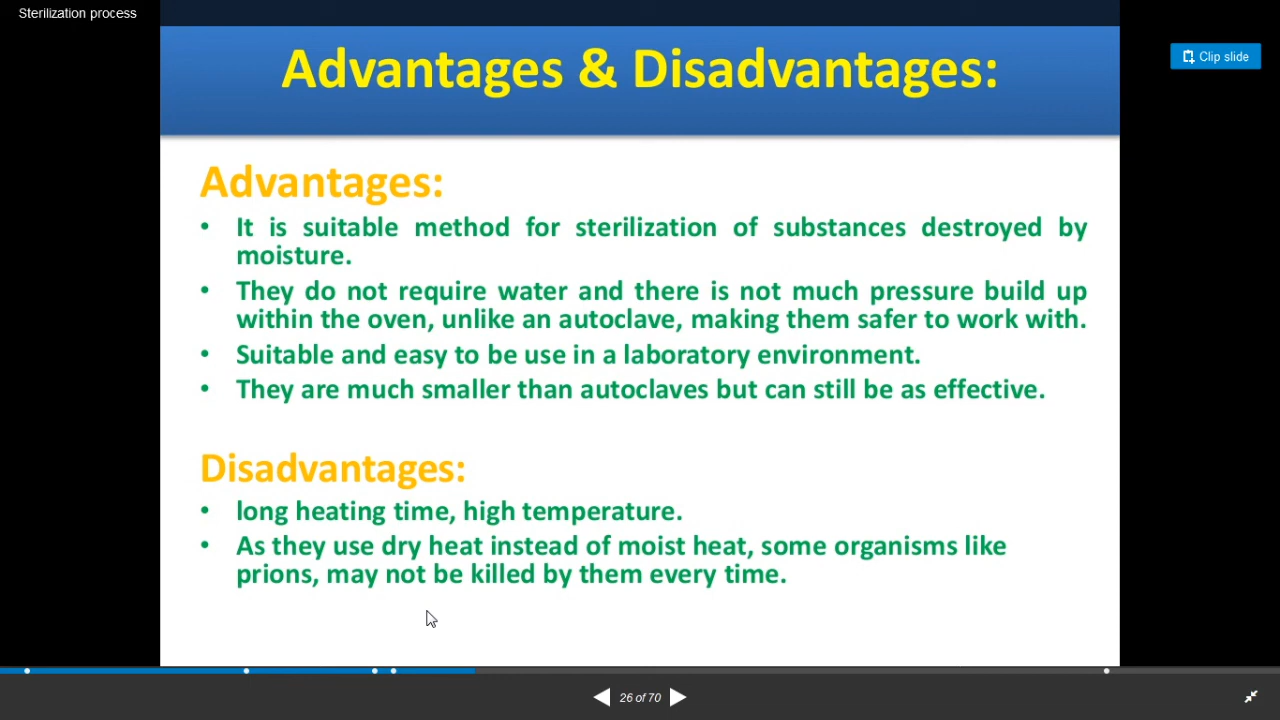 Sterilization process
Advantages & Disadvantages:
Clip slide
Advantages:
• It is suitable method for sterilization of substances destroyed by
moisture.
• They do not require water and there is not much pressure build up
within the oven, unlike an autoclave, making them safer to work with.
• Suitable and easy to be use in a laboratory environment.
• They are much smaller than autoclaves but can still be as effective.
Disadvantages:
• long heating time, high temperature.
• As they use dry heat instead of moist heat, some organisms like
prions, may not be killed by them every time.
26 of 70